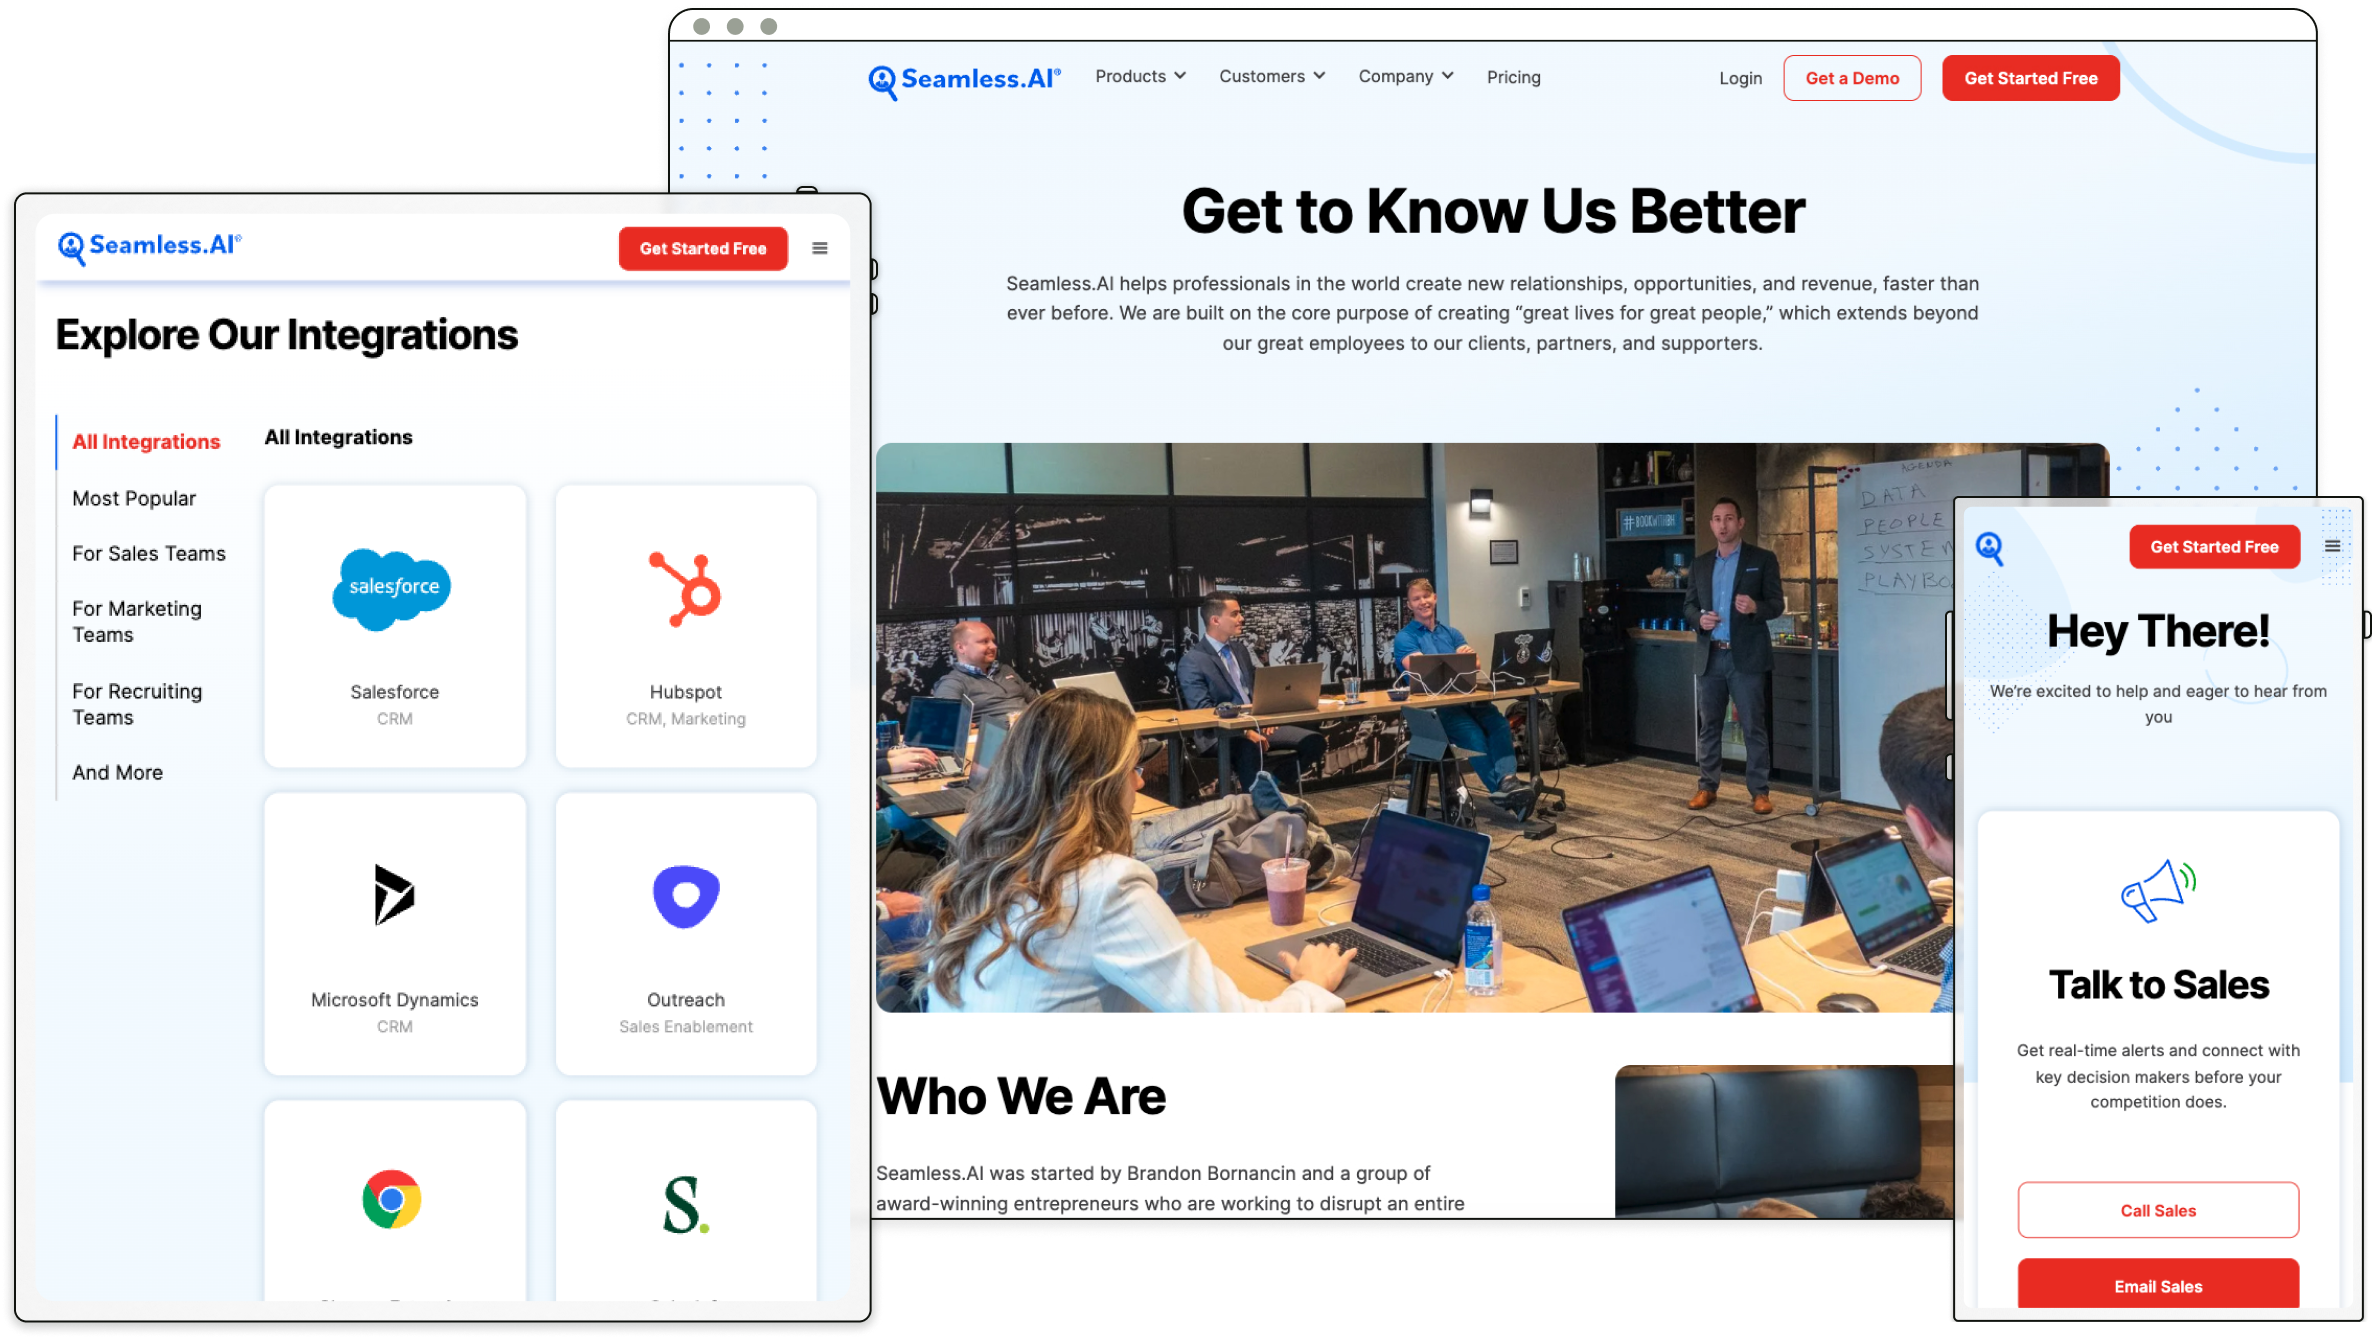 Seamless.AI®
Products
Customers
Company
Pricing
Login
Get a Demo
Get Started Free
Get to Know Us Better
Seamless.AI helps professionals in the world create new relationships, opportunities, and revenue, faster than
ever before. We are built on the core purpose of creating “great lives for great people,” which extends beyond
our great employees to our clients, partners, and supporters.
AGENDA
DATA
PEOPLE
SYSTEM
#BOOKWITHBH
Who We Are
Seamless.AI was started by Brandon Bornancin and a group of
award-winning entrepreneurs who are working to disrupt an entire
Seamless.AI®
Get Started Free
Explore Our Integrations
All Integrations
Most Popular
For Sales Teams
For Marketing
Teams
For Recruiting
Teams
And More
All Integrations
salesforce
Salesforce
CRM
Hubspot
CRM, Marketing
Microsoft Dynamics
CRM
Outreach
Sales Enablement
S.
Get Started Free
Hey There!
We’re excited to help and eager to hear from
you
Talk to Sales
Get real-time alerts and connect with
key decision makers before your
competition does.
Call Sales
Email Sales